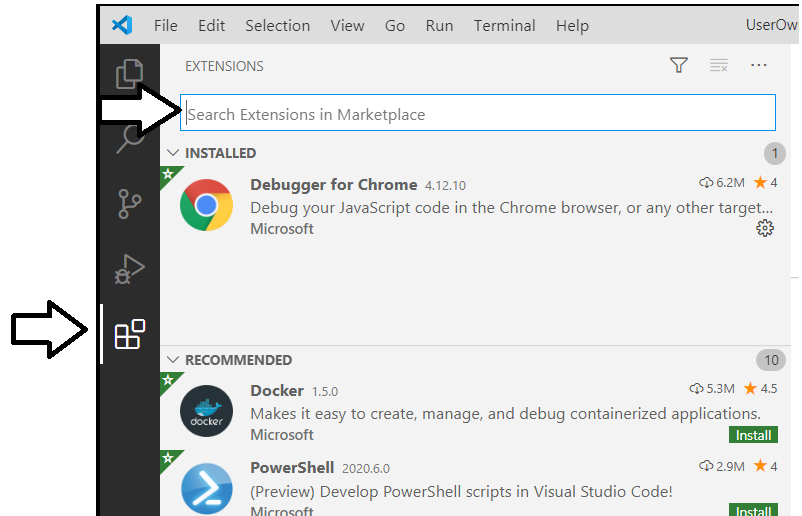 File Edit Selection View Go Run Terminal Help UserOw
EXTENSIONS
Search Extensions in Marketplace
INSTALLED 1
Debugger for Chrome 4.12.10 6.2M 4
Debug your JavaScript code in the Chrome browser, or any other target...
Microsoft
RECOMMENDED 10
Docker 1.5.0 5.3M 4.5
docker
Makes it easy to create, manage, and debug containerized applications.
Microsoft Install
PowerShell 2020.6.0 2.9M 4
(Preview) Develop PowerShell scripts in Visual Studio Code!
Microsoft Install